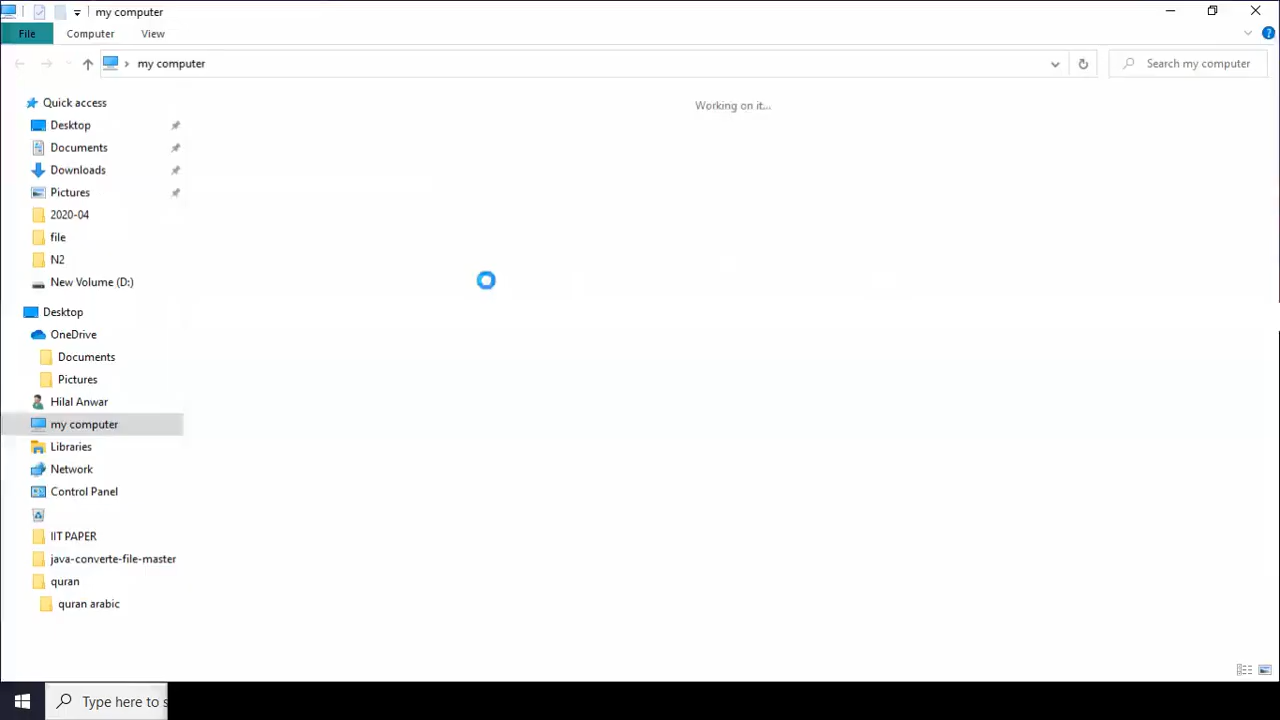 my computer
File Computer View
my computer
Search my computer
Working on it...
Quick access
Desktop
Documents
Downloads
Pictures
2020-04
file
N2
New Volume (D:)
Desktop
OneDrive
Documents
Pictures
Hilal Anwar
my computer
Libraries
Network
Control Panel
IIT PAPER
java-converte-file-master
quran
quran arabic
Type here to s